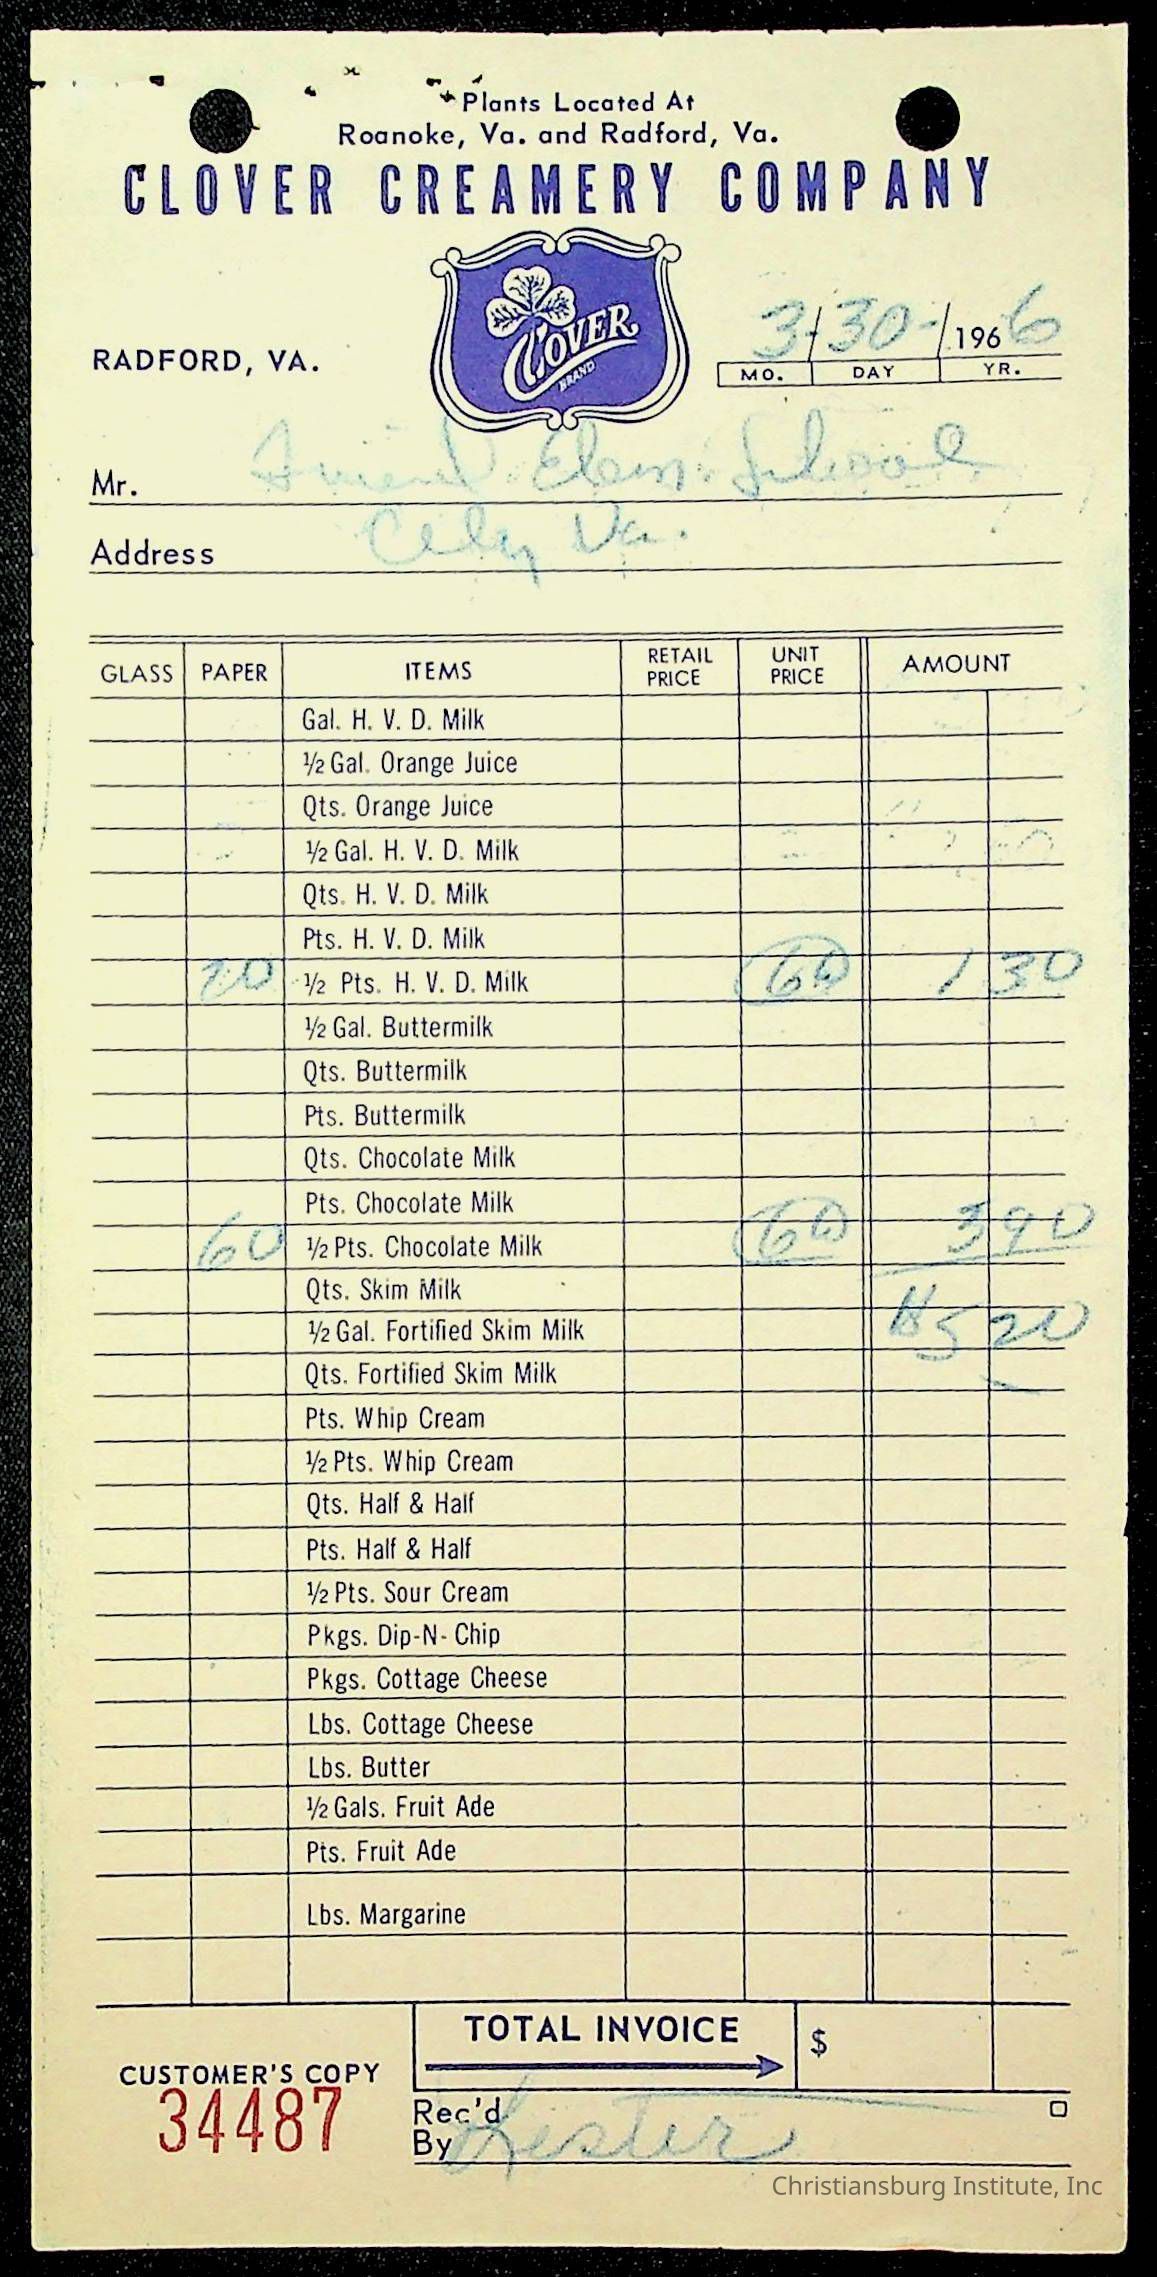 Plants Located At
Roanoke, Va. and Radford, Va.
CLOVER CREAMERY COMPANY
CLOVER
BRAND
RADFORD, VA.
3/30-/1966
MO. DAY YR.
Mr. Elem. School
Address City Va.
GLASS PAPER ITEMS RETAIL PRICE UNIT PRICE AMOUNT
Gal. H. V. D. Milk
½ Gal. Orange Juice
Qts. Orange Juice
½ Gal. H. V. D. Milk
Qts. H. V. D. Milk
Pts. H. V. D. Milk
20 ½ Pts. H. V. D. Milk 1 30
½ Gal. Buttermilk
Qts. Buttermilk
Pts. Buttermilk
Qts. Chocolate Milk
Pts. Chocolate Milk
60 ½ Pts. Chocolate Milk 3 90
Qts. Skim Milk
½ Gal. Fortified Skim Milk 5 20
Qts. Fortified Skim Milk
Pts. Whip Cream
½ Pts. Whip Cream
Qts. Half & Half
Pts. Half & Half
½ Pts. Sour Cream
Pkgs. Dip-N-Chip
Pkgs. Cottage Cheese
Lbs. Cottage Cheese
Lbs. Butter
½ Gals. Fruit Ade
Pts. Fruit Ade
Lbs. Margarine
TOTAL INVOICE $
CUSTOMER'S COPY
34487
Rec'd By Lester
Christiansburg Institute, Inc